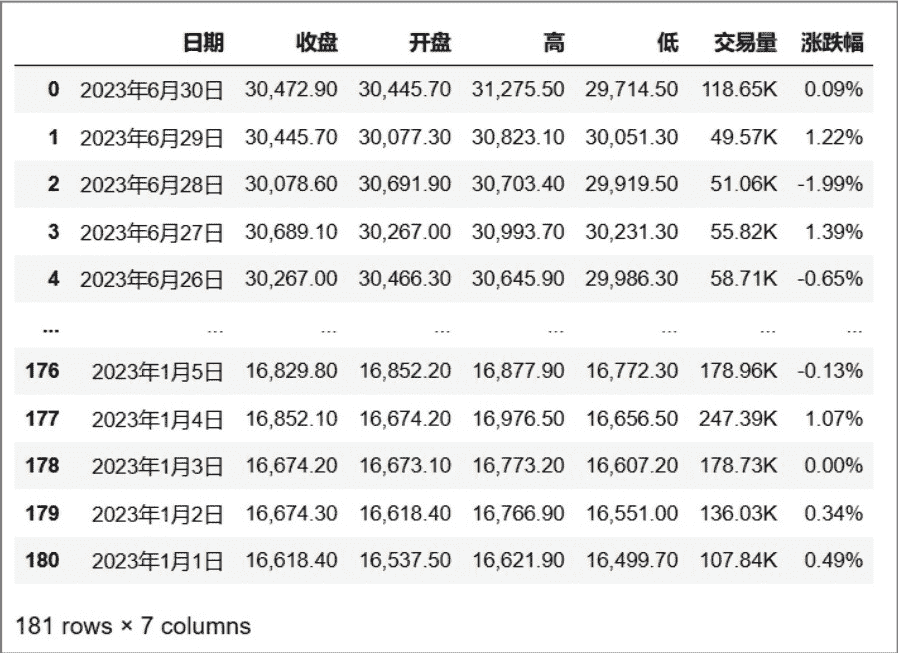 日期 收盘 开盘 高 低 交易量 涨跌幅
0 2023年6月30日 30,472.90 30,445.70 31,275.50 29,714.50 118.65K 0.09%
1 2023年6月29日 30,445.70 30,077.30 30,823.10 30,051.30 49.57K 1.22%
2 2023年6月28日 30,078.60 30,691.90 30,703.40 29,919.50 51.06K -1.99%
3 2023年6月27日 30,689.10 30,267.00 30,993.70 30,231.30 55.82K 1.39%
4 2023年6月26日 30,267.00 30,466.30 30,645.90 29,986.30 58.71K -0.65%
... ... ... ... ... ... ... ...
176 2023年1月5日 16,829.80 16,852.20 16,877.90 16,772.30 178.96K -0.13%
177 2023年1月4日 16,852.10 16,674.20 16,976.50 16,656.50 247.39K 1.07%
178 2023年1月3日 16,674.20 16,673.10 16,773.20 16,607.20 178.73K 0.00%
179 2023年1月2日 16,674.30 16,618.40 16,766.90 16,551.00 136.03K 0.34%
180 2023年1月1日 16,618.40 16,537.50 16,621.90 16,499.70 107.84K 0.49%
181 rows × 7 columns